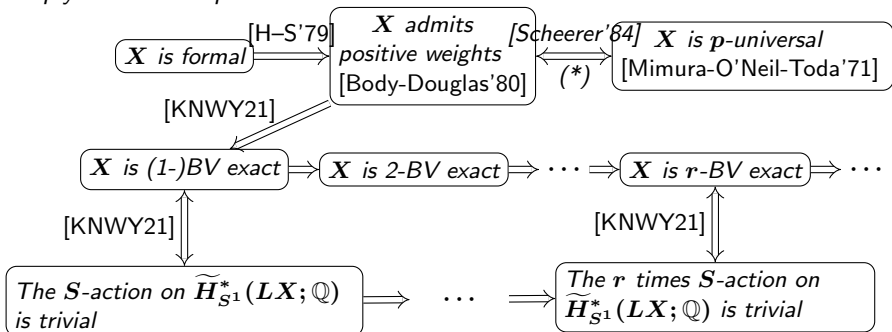 [H–S'79]
X is formal
X admits
positive weights
[Body-Douglas'80]
[Scheerer'84]
(*)
X is p-universal
[Mimura-O'Neil-Toda'71]
[KNWY21]
X is (1-)BV exact
X is 2-BV exact
···
X is r-BV exact
···
[KNWY21]
[KNWY21]
The S-action on H̃*_{S¹}(LX; ℚ)
is trivial
···
The r times S-action on
H̃*_{S¹}(LX; ℚ) is trivial